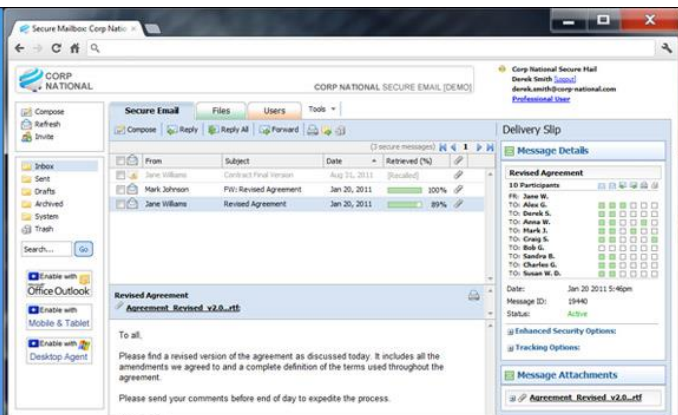 Secure Mailbox: Corp Natio
CORP
NATIONAL
CORP NATIONAL SECURE EMAIL [DEMO]
Corp National Secure Mail
Derek Smith [Logout]
derek.smith@corp-national.com
Professional User
Compose
Refresh
Invite
Inbox
Sent
Drafts
Archived
System
Trash
Search... Go
Enable with
Office Outlook
Enable with
Mobile & Tablet
Enable with
Desktop Agent
Secure Email Files Users Tools
Compose Reply Reply All Forward
(3 secure messages) 1
From Subject Date Retrieved (%)
Jane Williams Contract Final Version Aug 31, 2011 [Recalled]
Mark Johnson FW: Revised Agreement Jan 20, 2011 100%
Jane Williams Revised Agreement Jan 20, 2011 89%
Revised Agreement
Agreement_Revised_v2.0...rtf;
To all,
Please find a revised version of the agreement as discussed today. It includes all the
amendments we agreed to and a complete definition of the terms used throughout the
agreement.
Please send your comments before end of day to expedite the process.
Delivery Slip
Message Details
Revised Agreement
10 Participants
FR: Jane W.
TO: Alex G.
TO: Derek S.
TO: Anna W.
TO: Mark J.
TO: Craig S.
TO: Bob G.
TO: Sandra B.
TO: Charles G.
TO: Susan W. D.
Date: Jan 20 2011 5:46pm
Message ID: 19440
Status: Active
Enhanced Security Options:
Tracking Options:
Message Attachments
Agreement_Revised_v2.0...rtf